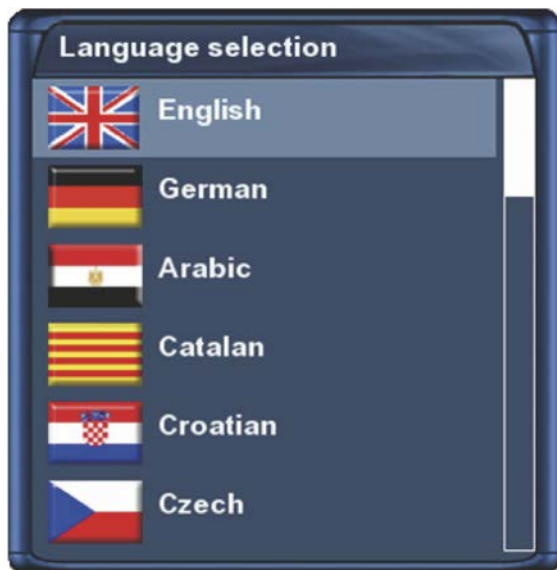 Language selection
English
German
Arabic
Catalan
Croatian
Czech